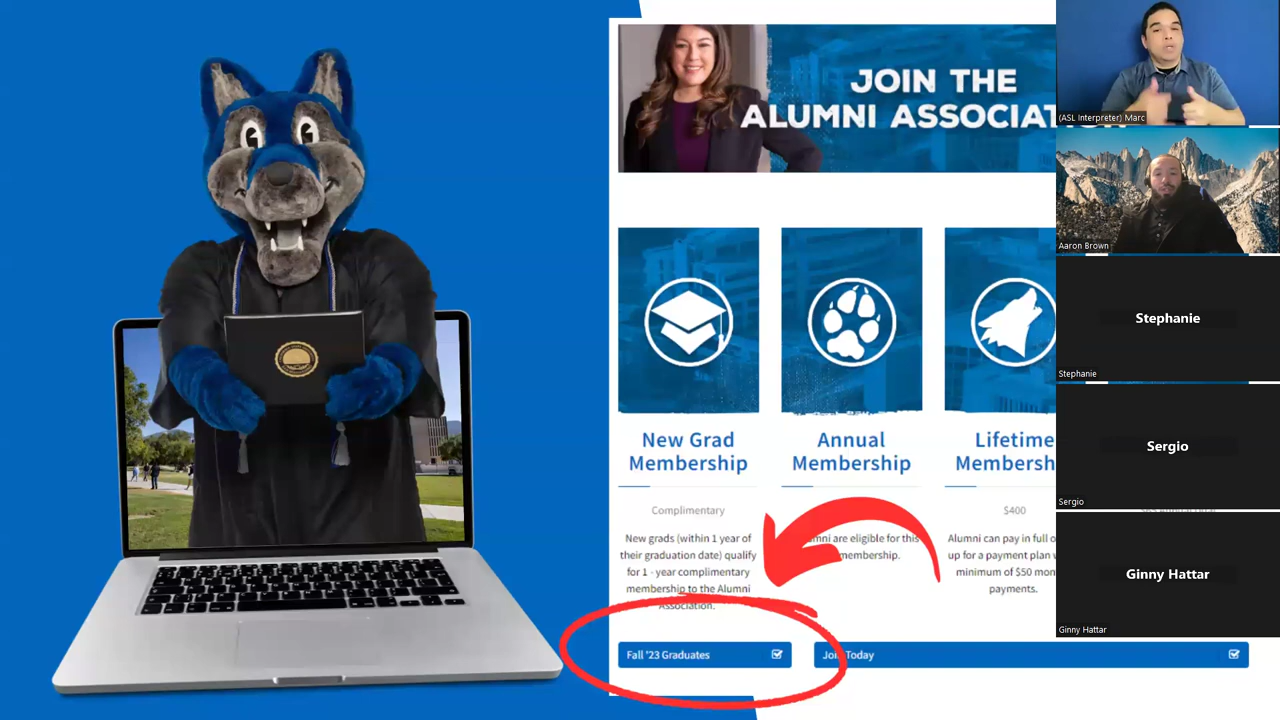 JOIN THE
ALUMNI ASSOCIAT
New Grad
Membership
Complimentary
New grads (within 1 year of
their graduation date) qualify
for 1 - year complimentary
membership to the Alumni
Association.
Fall '23 Graduates
Annual
Membership
are eligible for this
membership.
Lifetime
Membersh
$400
Alumni can pay in full o
up for a payment plan
minimum of $50 mon
payments.
Join Today
(ASL Interpreter) Marc
Aaron Brown
Stephanie
Stephanie
Sergio
Sergio
Ginny Hattar
Ginny Hattar